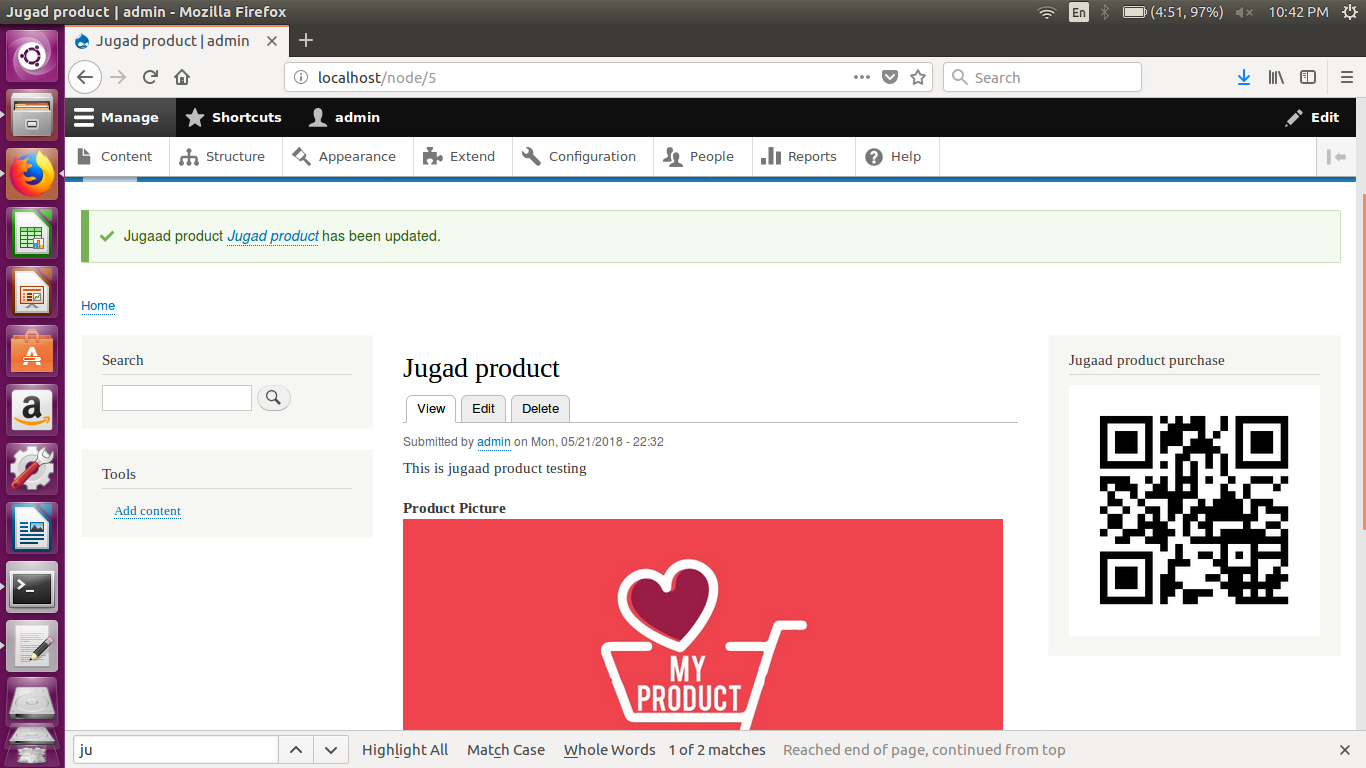 Jugad product | admin - Mozilla Firefox
En
(4:51, 97%)
10:42 PM
Jugad product | admin
localhost/node/5
Search
Manage
Shortcuts
admin
Edit
Content
Structure
Appearance
Extend
Configuration
People
Reports
Help
Jugaad product Jugad product has been updated.
Home
Search
Tools
Add content
Jugad product
View
Edit
Delete
Submitted by admin on Mon, 05/21/2018 - 22:32
This is jugaad product testing
Product Picture
MY
PRODUCT
Jugaad product purchase
ju
Highlight All
Match Case
Whole Words
1 of 2 matches
Reached end of page, continued from top